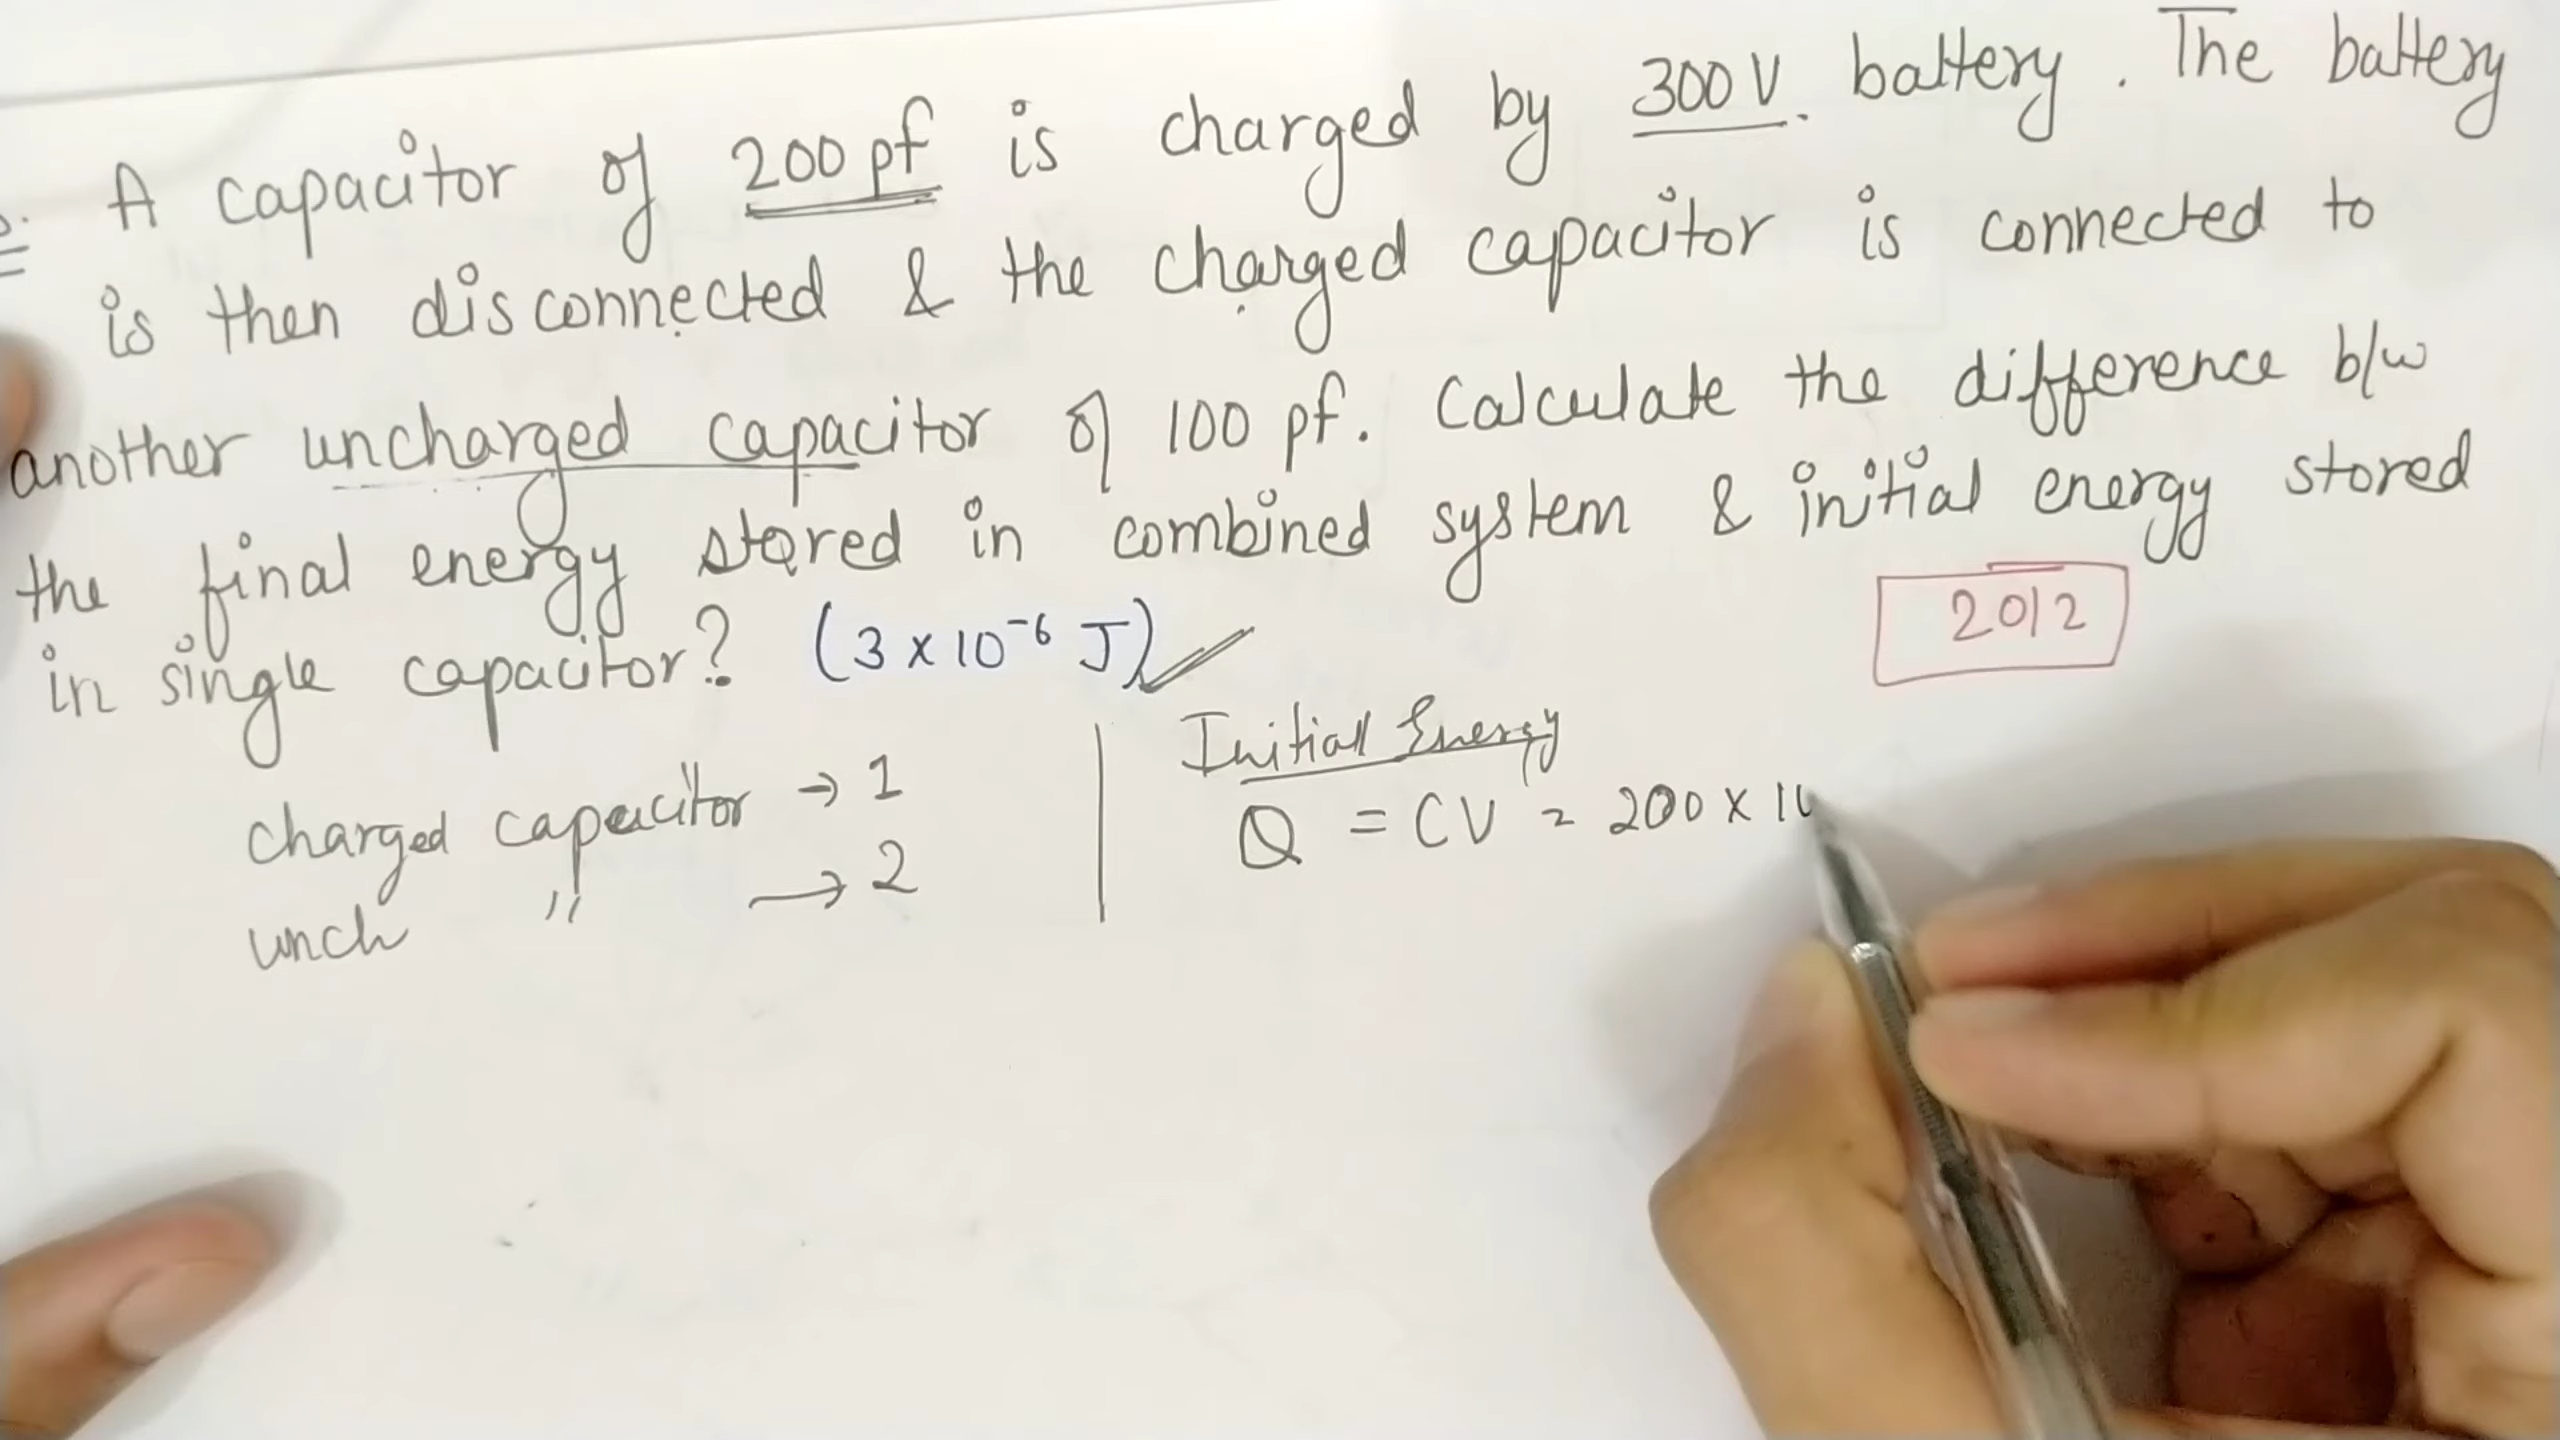 A capacitor of 200 pf is charged by 300 V. battery. The battery
is then disconnected & the charged capacitor is connected to
another uncharged capacitor of 100 pf. Calculate the difference b/w
the final energy stored in combined system & initial energy stored
in single capacitor? (3 x 10⁻⁶ J)
2012
charged capacitor → 1
unch " → 2
Initial Energy
Q = CV = 200 x 10